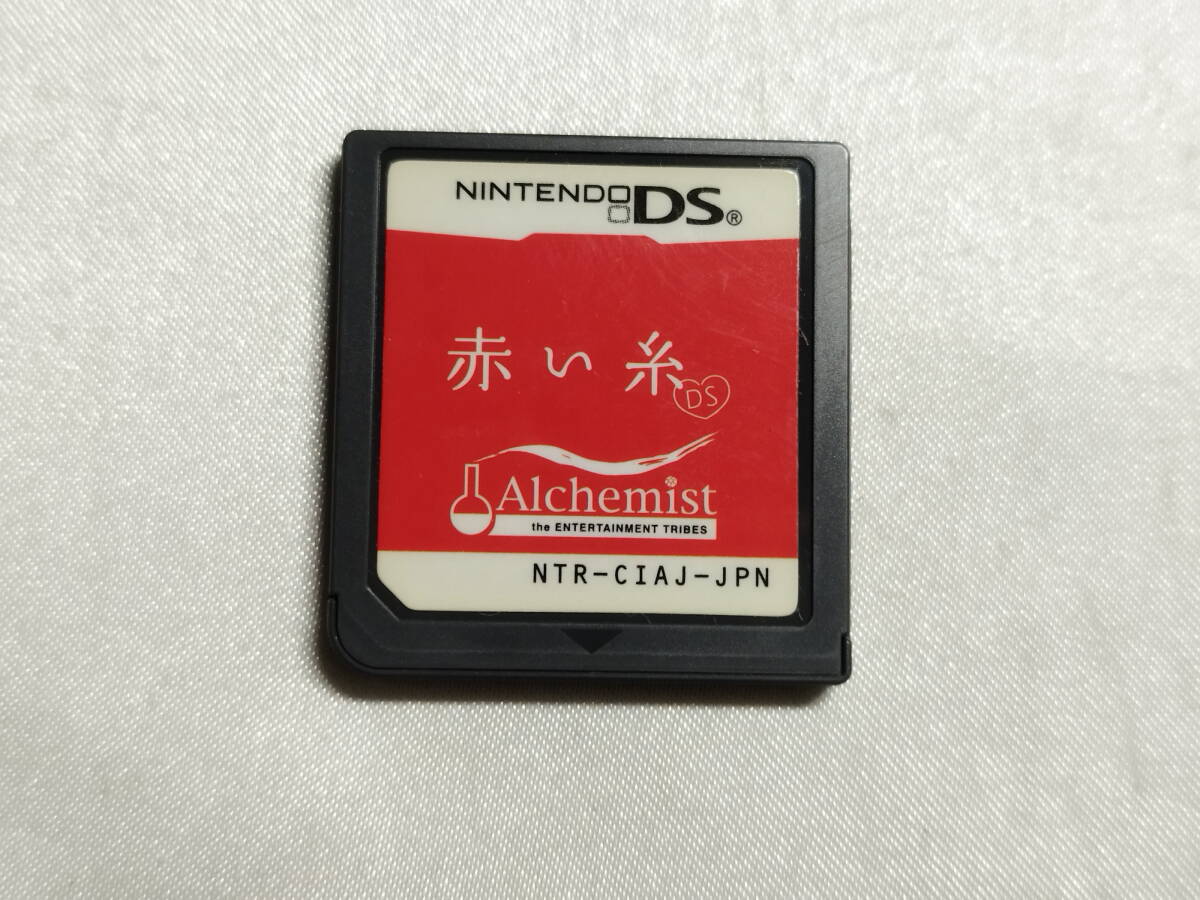 NINTENDO DS®
赤い糸 DS
Alchemist
the ENTERTAINMENT TRIBES
NTR-CIAJ-JPN